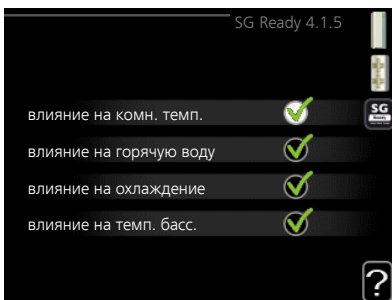 SG Ready 4.1.5
SG
Ready
влияние на комн. темп.
влияние на горячую воду
влияние на охлаждение
влияние на темп. басс.
?